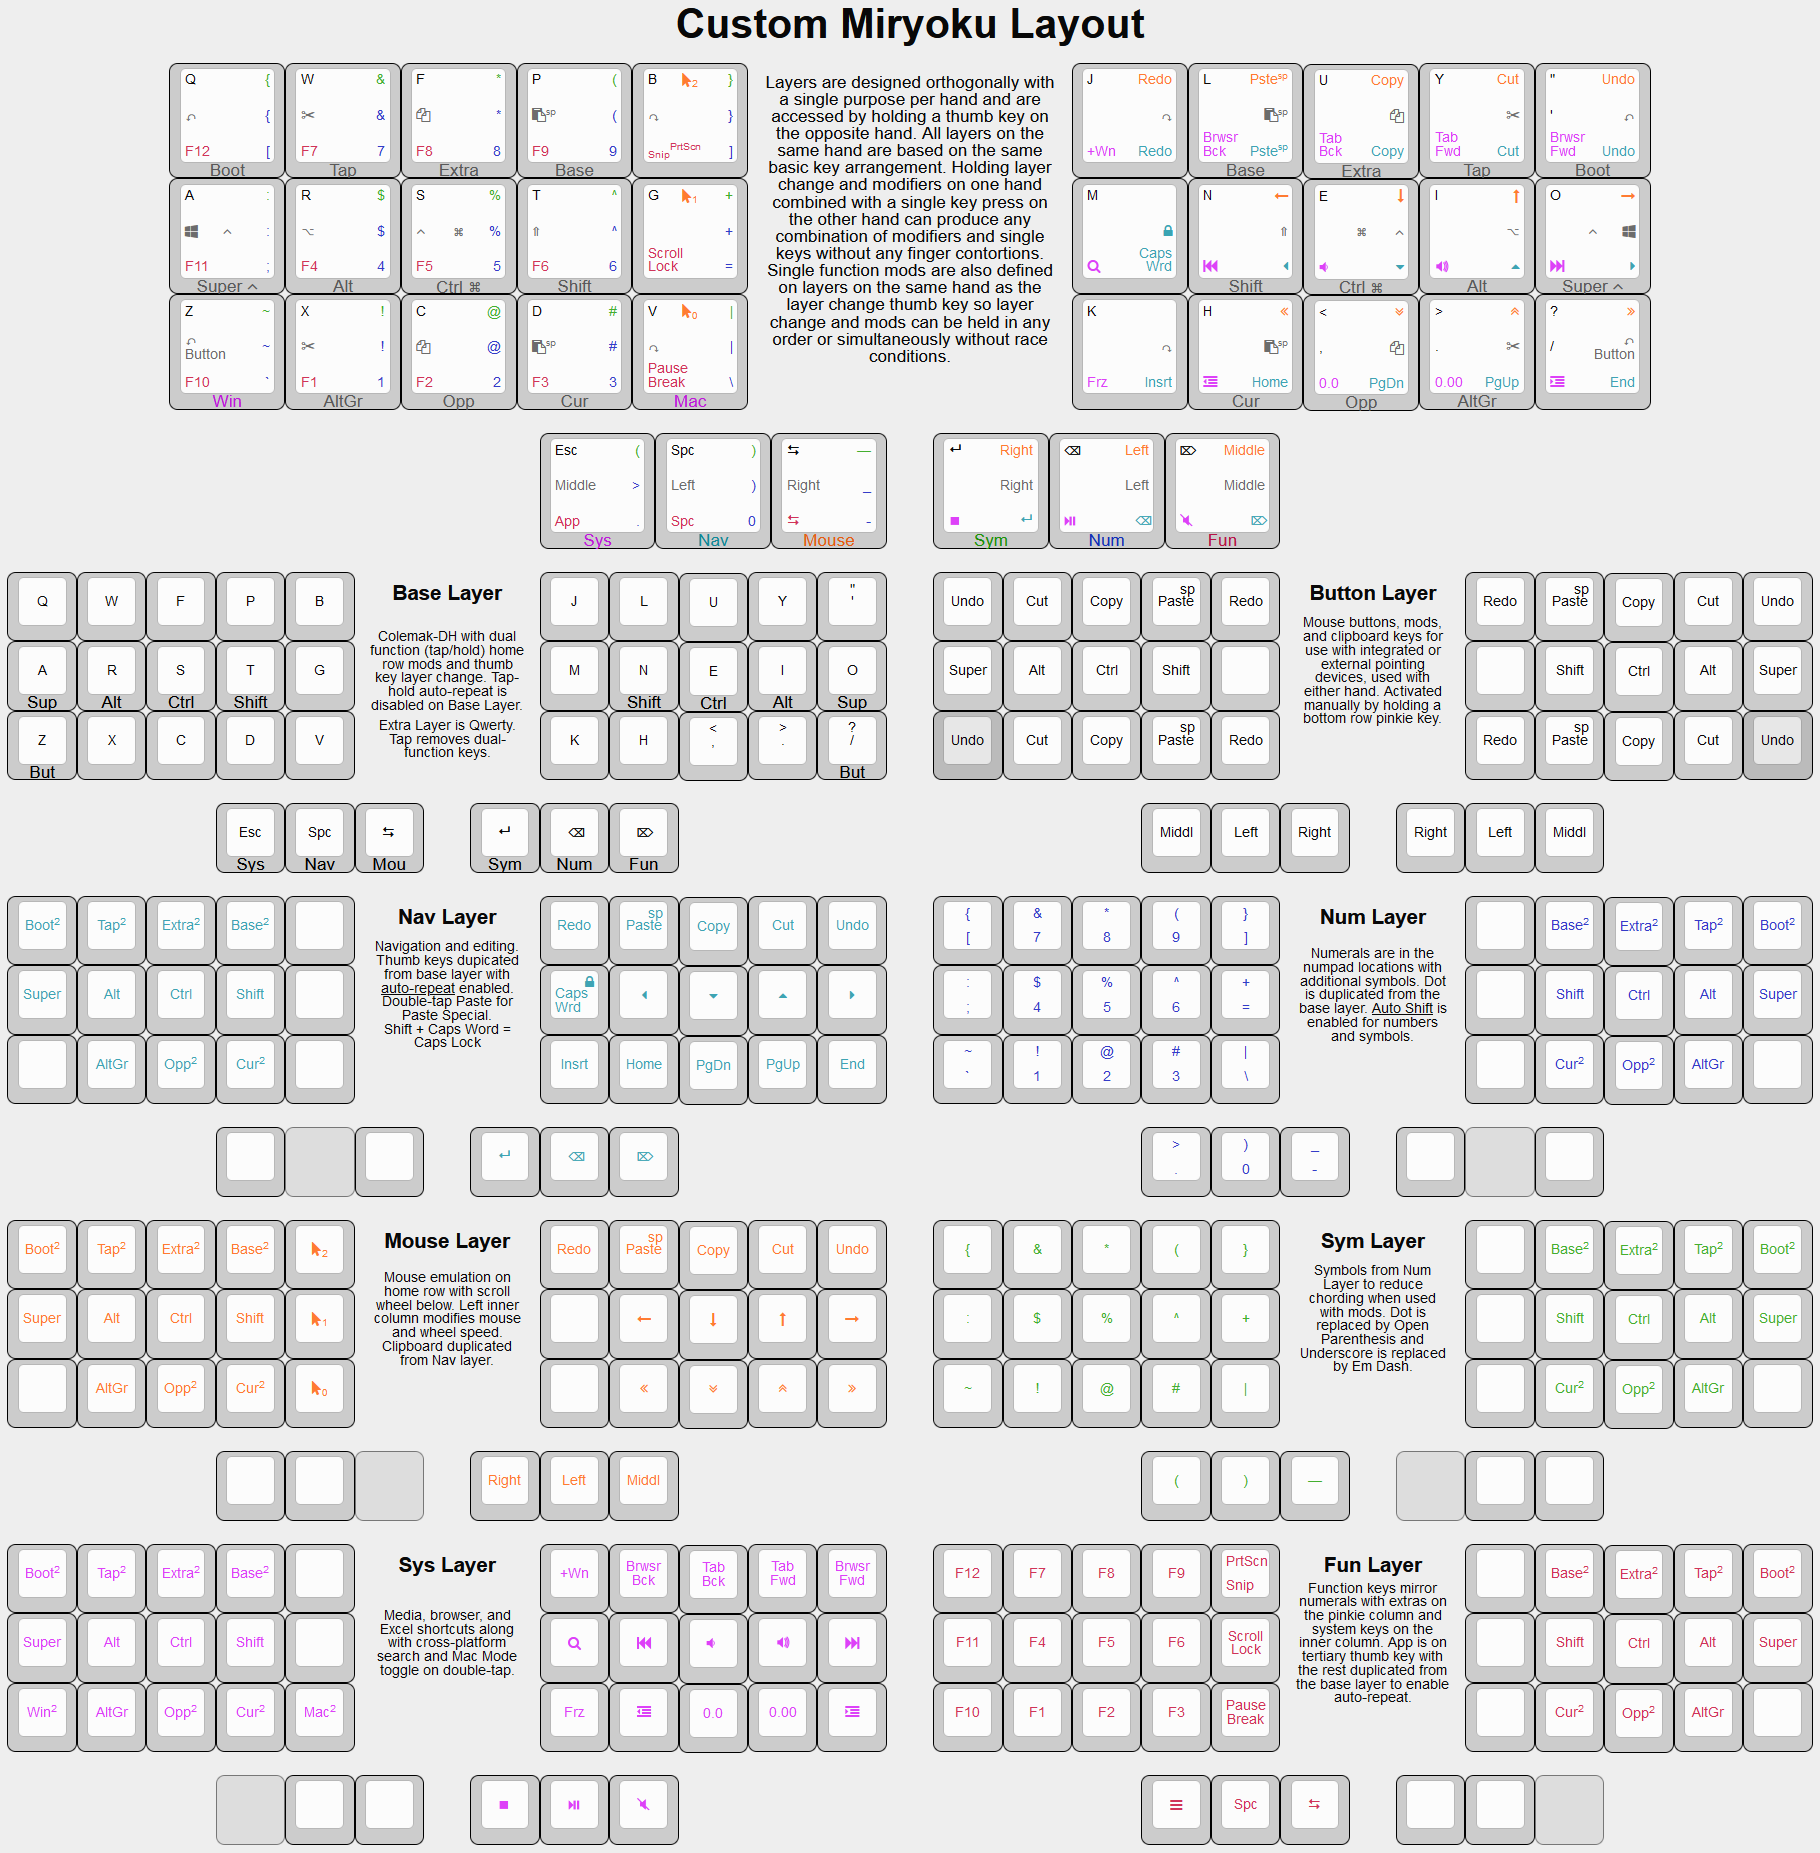 Custom Miryoku Layout
Q { W & F * P ( B 2 }
{ & * sp ( }
F12 [ F7 7 F8 8 F9 9 Snip PrtScn ]
Boot Tap Extra Base
A : R $ S % T ^ G 1 +
^ : ⌥ $ ^ ⌘ % ⇧ ^ +
F11 ; F4 4 F5 5 F6 6 Scroll Lock =
Super ^ Alt Ctrl ⌘ Shift
Z ~ X ! C @ D # V 0 |
Button ~ ! @ sp # |
F10 ` F1 1 F2 2 F3 3 Pause Break \
Win AltGr Opp Cur Mac
Layers are designed orthogonally with
a single purpose per hand and are
accessed by holding a thumb key on
the opposite hand. All layers on the
same hand are based on the same
basic key arrangement. Holding layer
change and modifiers on one hand
combined with a single key press on
the other hand can produce any
combination of modifiers and single
keys without any finger contortions.
Single function mods are also defined
on layers on the same hand as the
layer change thumb key so layer
change and mods can be held in any
order or simultaneously without race
conditions.
J Redo L Pste sp U Copy Y Cut " Undo
sp '
+Wn Redo Brwsr Bck Pste sp Tab Bck Copy Tab Fwd Cut Brwsr Fwd Undo
Base Extra Tap Boot
M N ← E ↓ I ↑ O →
⇧ ⌘ ^ ⌥ ^
Caps Wrd
Shift Ctrl ⌘ Alt Super ^
K H « < > ? »
sp , . / Button
Frz Insrt Home 0.0 PgDn 0.00 PgUp End
Cur Opp AltGr
Esc ( Spc ) ⇆ —
Middle > Left ) Right _
App . Spc 0 ⇆ -
Sys Nav Mouse
↵ Right ⌫ Left ⌦ Middle
Right Left Middle
↵ ⌫ ⌦
Sym Num Fun
Q W F P B
A R S T G
Sup Alt Ctrl Shift
Z X C D V
But
Base Layer
Colemak-DH with dual
function (tap/hold) home
row mods and thumb
key layer change. Tap-
hold auto-repeat is
disabled on Base Layer.
Extra Layer is Qwerty.
Tap removes dual-
function keys.
J L U Y " '
M N E I O
Shift Ctrl Alt Sup
K H < , > . ? /
But
Esc Spc ⇆ ↵ ⌫ ⌦
Sys Nav Mou Sym Num Fun
Undo Cut Copy sp Paste Redo
Super Alt Ctrl Shift
Undo Cut Copy sp Paste Redo
Button Layer
Mouse buttons, mods,
and clipboard keys for
use with integrated or
external pointing
devices, used with
either hand. Activated
manually by holding a
bottom row pinkie key.
Redo sp Paste Copy Cut Undo
Shift Ctrl Alt Super
Redo sp Paste Copy Cut Undo
Middl Left Right Right Left Middl
Boot2 Tap2 Extra2 Base2
Super Alt Ctrl Shift
AltGr Opp2 Cur2
Nav Layer
Navigation and editing.
Thumb keys dupicated
from base layer with
auto-repeat enabled.
Double-tap Paste for
Paste Special.
Shift + Caps Word =
Caps Lock
Redo sp Paste Copy Cut Undo
Caps Wrd
Insrt Home PgDn PgUp End
↵ ⌫ ⌦
{ & * ( }
[ 7 8 9 ]
: $ % ^ +
; 4 5 6 =
~ ! @ # |
` 1 2 3 \
Num Layer
Numerals are in the
numpad locations with
additional symbols. Dot
is duplicated from the
base layer. Auto Shift is
enabled for numbers
and symbols.
Base2 Extra2 Tap2 Boot2
Shift Ctrl Alt Super
Cur2 Opp2 AltGr
> ) _
. 0 -
Boot2 Tap2 Extra2 Base2 2
Super Alt Ctrl Shift 1
AltGr Opp2 Cur2 0
Mouse Layer
Mouse emulation on
home row with scroll
wheel below. Left inner
column modifies mouse
and wheel speed.
Clipboard duplicated
from Nav layer.
Redo sp Paste Copy Cut Undo
← ↓ ↑ →
« »
Right Left Middl
{ & * ( }
: $ % ^ +
~ ! @ # |
Sym Layer
Symbols from Num
Layer to reduce
chording when used
with mods. Dot is
replaced by Open
Parenthesis and
Underscore is replaced
by Em Dash.
Base2 Extra2 Tap2 Boot2
Shift Ctrl Alt Super
Cur2 Opp2 AltGr
( ) —
Boot2 Tap2 Extra2 Base2
Super Alt Ctrl Shift
Win2 AltGr Opp2 Cur2 Mac2
Sys Layer
Media, browser, and
Excel shortcuts along
with cross-platform
search and Mac Mode
toggle on double-tap.
+Wn Brwsr Bck Tab Bck Tab Fwd Brwsr Fwd
Frz 0.0 0.00
F12 F7 F8 F9 PrtScn Snip
F11 F4 F5 F6 Scroll Lock
F10 F1 F2 F3 Pause Break
Fun Layer
Function keys mirror
numerals with extras on
the pinkie column and
system keys on the
inner column. App is on
tertiary thumb key with
the rest duplicated from
the base layer to enable
auto-repeat.
Base2 Extra2 Tap2 Boot2
Shift Ctrl Alt Super
Cur2 Opp2 AltGr
Spc ⇆